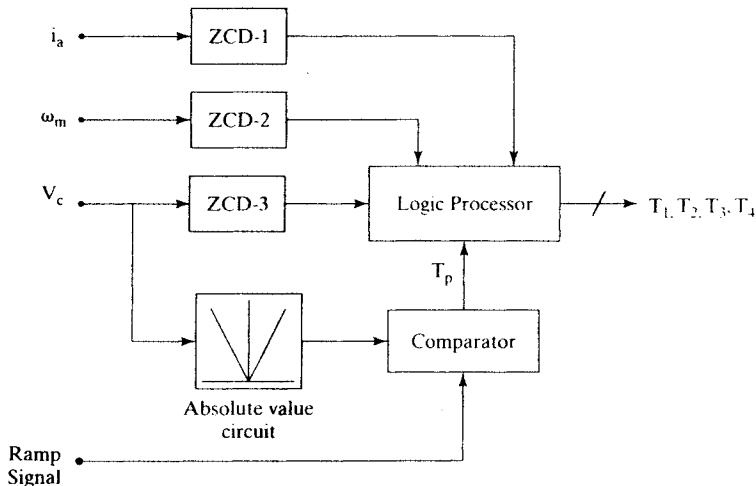 i_a
ZCD-1
ω_m
ZCD-2
V_c
ZCD-3
Logic Processor
T_1, T_2, T_3, T_4
T_p
Comparator
Absolute value
circuit
Ramp
Signal